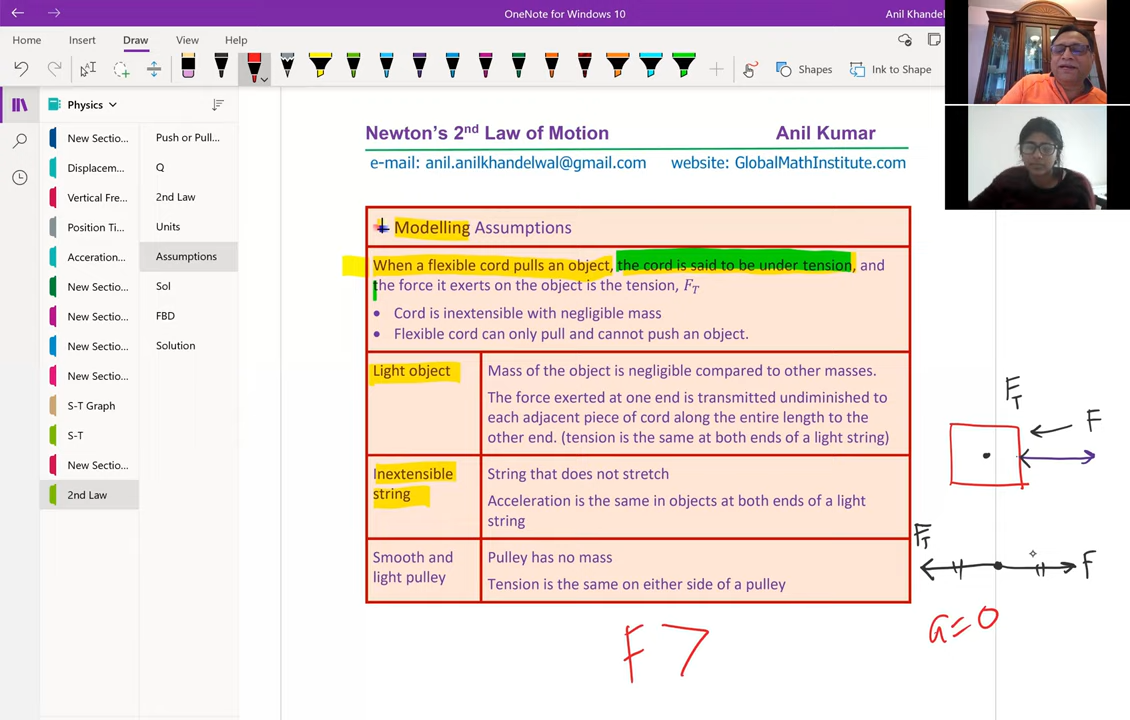 OneNote for Windows 10
Anil Khandel
Home Insert Draw View Help
Shapes Ink to Shape
Physics
New Sectio...
Displacem...
Vertical Fre...
Position Ti...
Acceration...
New Sectio...
New Sectio...
New Sectio...
New Sectio...
S-T Graph
S-T
New Sectio...
2nd Law
Push or Pull...
Q
2nd Law
Units
Assumptions
Sol
FBD
Solution
Newton's 2nd Law of Motion Anil Kumar
e-mail: anil.anilkhandelwal@gmail.com website: GlobalMathInstitute.com
Modelling Assumptions
When a flexible cord pulls an object, the cord is said to be under tension, and
the force it exerts on the object is the tension, F_T
• Cord is inextensible with negligible mass
• Flexible cord can only pull and cannot push an object.
Light object
Mass of the object is negligible compared to other masses.
The force exerted at one end is transmitted undiminished to
each adjacent piece of cord along the entire length to the
other end. (tension is the same at both ends of a light string)
Inextensible
string
String that does not stretch
Acceleration is the same in objects at both ends of a light
string
Smooth and
light pulley
Pulley has no mass
Tension is the same on either side of a pulley
F_T
F
F_T
F
a=0
F >